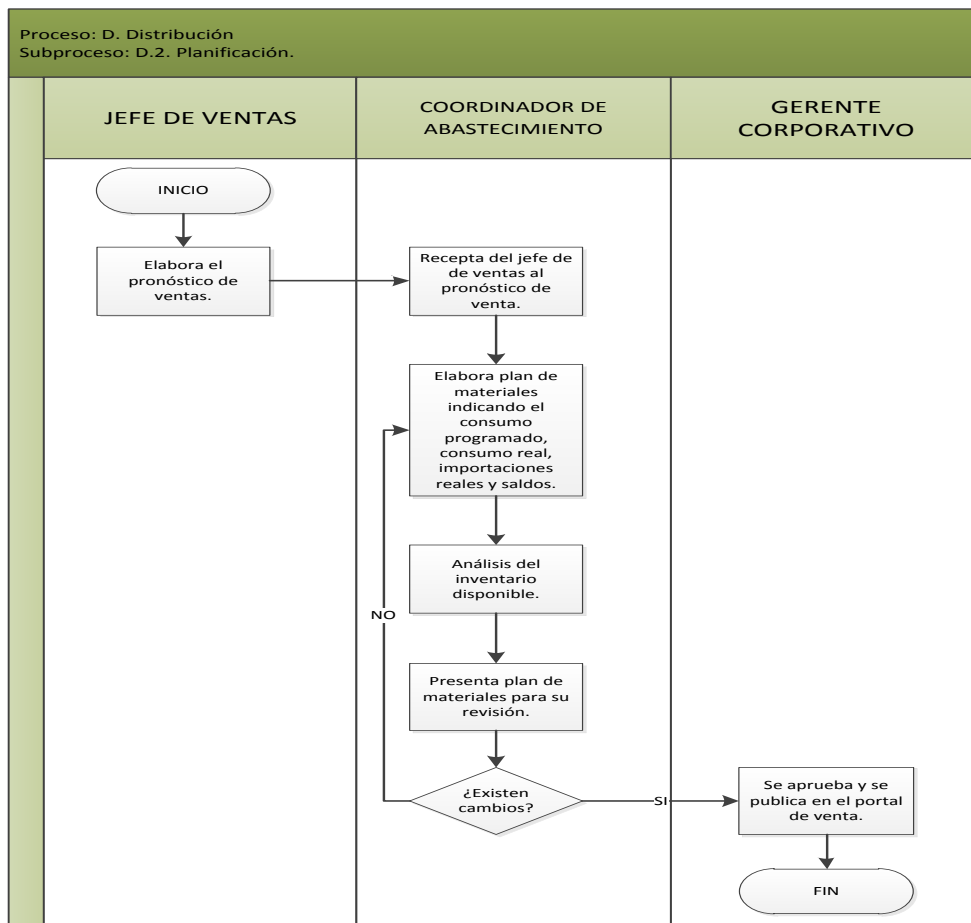 Proceso: D. Distribución
Subproceso: D.2. Planificación.
JEFE DE VENTAS
COORDINADOR DE
ABASTECIMIENTO
GERENTE
CORPORATIVO
INICIO
Elabora el
pronóstico de
ventas.
Recepta del jefe de
de ventas al
pronóstico de
venta.
Elabora plan de
materiales
indicando el
consumo
programado,
consumo real,
importaciones
reales y saldos.
Análisis del
inventario
disponible.
NO
Presenta plan de
materiales para su
revisión.
¿Existen
cambios?
SI
Se aprueba y se
publica en el portal
de venta.
FIN